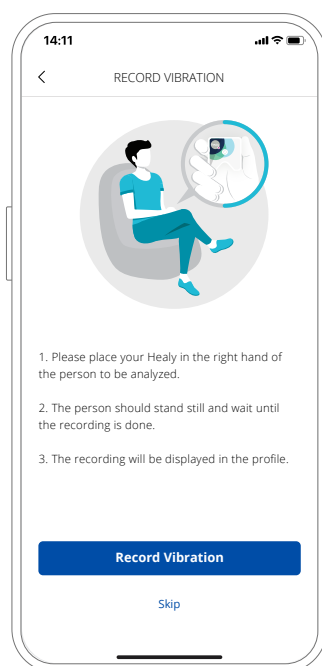 14:11
RECORD VIBRATION
1. Please place your Healy in the right hand of
the person to be analyzed.
2. The person should stand still and wait until
the recording is done.
3. The recording will be displayed in the profile.
Record Vibration
Skip